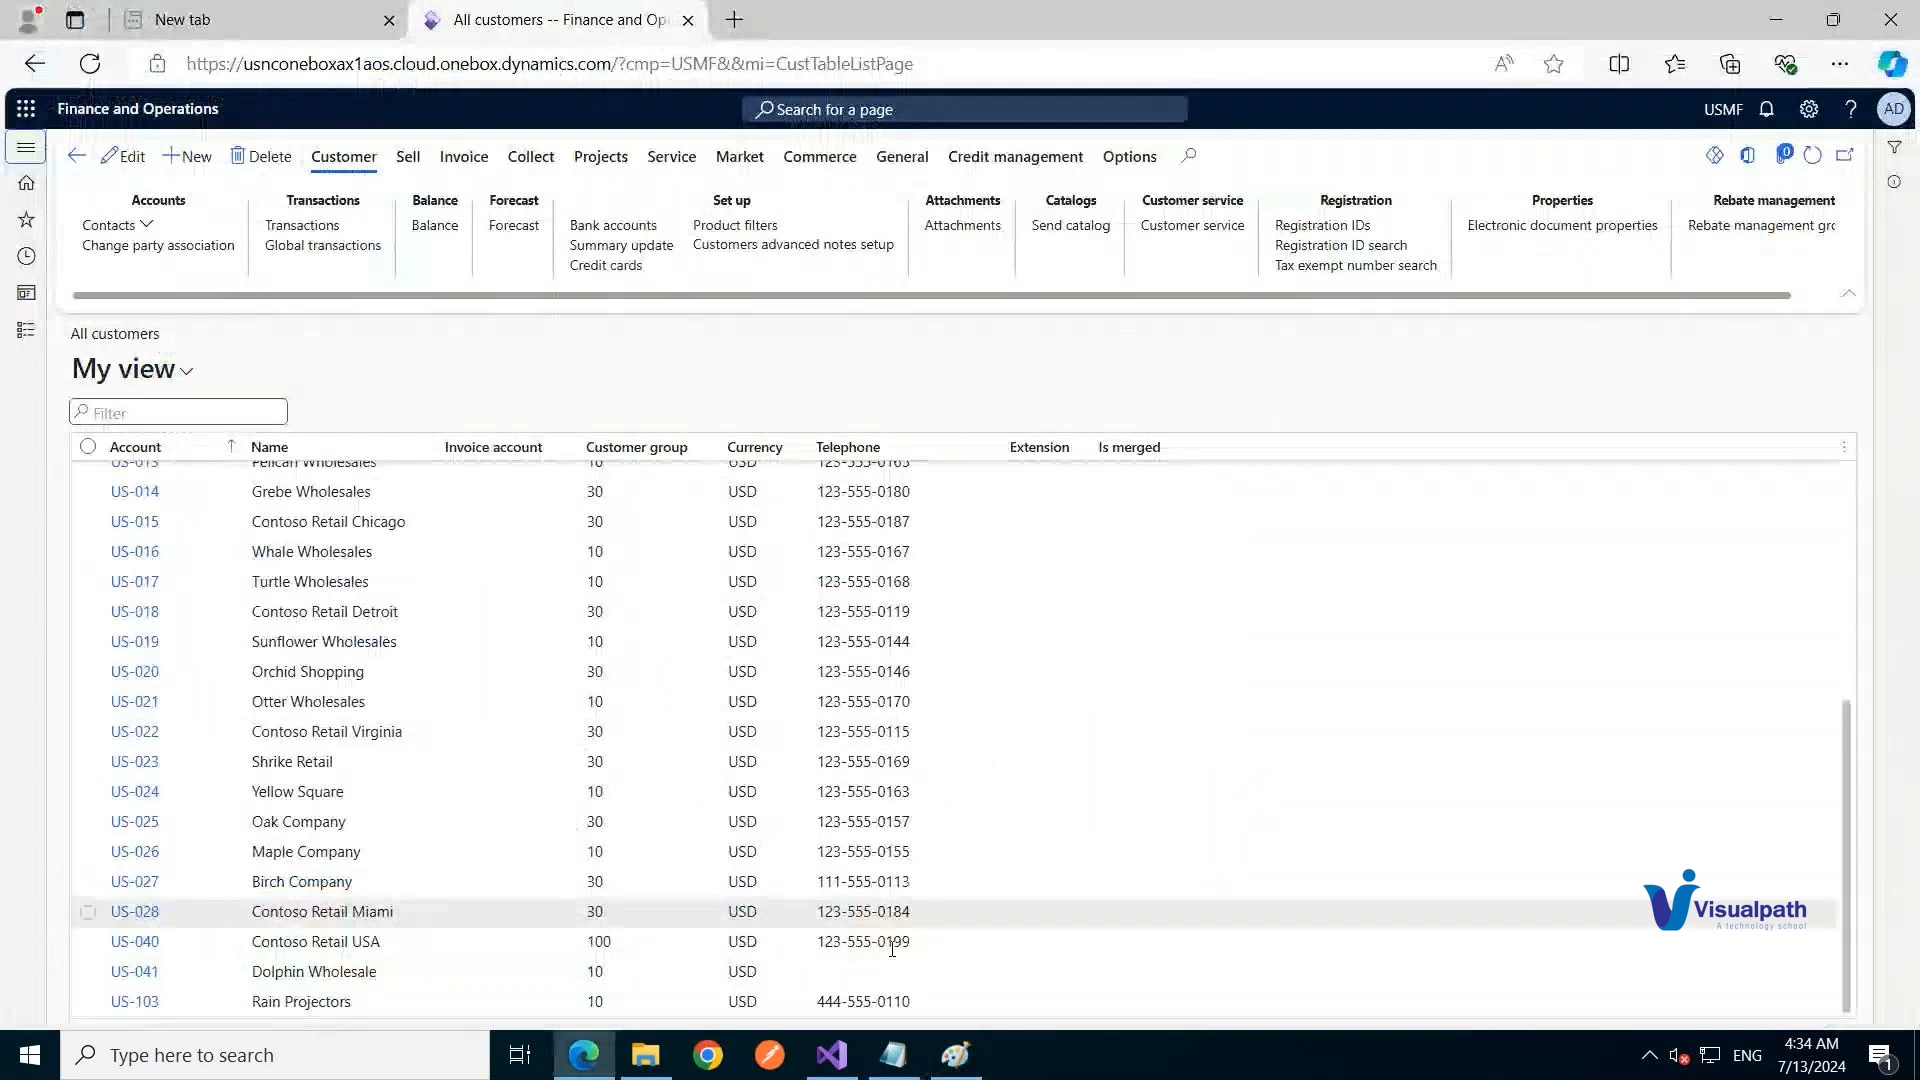 New tab
All customers -- Finance and Op
https://usnconeboxax1aos.cloud.onebox.dynamics.com/?cmp=USMF&&mi=CustTableListPage
Finance and Operations
Search for a page
USMF
AD
Edit New Delete Customer Sell Invoice Collect Projects Service Market Commerce General Credit management Options
0
Accounts Transactions Balance Forecast Set up Attachments Catalogs Customer service Registration Properties Rebate management
Contacts Transactions Balance Forecast Bank accounts Product filters Attachments Send catalog Customer service Registration IDs Electronic document properties Rebate management gro
Change party association Global transactions Summary update Customers advanced notes setup Registration ID search
Credit cards Tax exempt number search
All customers
My view
Filter
Account Name Invoice account Customer group Currency Telephone Extension Is merged
US-013 Pelican Wholesales 10 USD 123-555-0165
US-014 Grebe Wholesales 30 USD 123-555-0180
US-015 Contoso Retail Chicago 30 USD 123-555-0187
US-016 Whale Wholesales 10 USD 123-555-0167
US-017 Turtle Wholesales 10 USD 123-555-0168
US-018 Contoso Retail Detroit 30 USD 123-555-0119
US-019 Sunflower Wholesales 10 USD 123-555-0144
US-020 Orchid Shopping 30 USD 123-555-0146
US-021 Otter Wholesales 10 USD 123-555-0170
US-022 Contoso Retail Virginia 30 USD 123-555-0115
US-023 Shrike Retail 30 USD 123-555-0169
US-024 Yellow Square 10 USD 123-555-0163
US-025 Oak Company 30 USD 123-555-0157
US-026 Maple Company 10 USD 123-555-0155
US-027 Birch Company 30 USD 111-555-0113
US-028 Contoso Retail Miami 30 USD 123-555-0184
US-040 Contoso Retail USA 100 USD 123-555-0199
US-041 Dolphin Wholesale 10 USD
US-103 Rain Projectors 10 USD 444-555-0110
Visualpath
A technology school
Type here to search
ENG
4:34 AM
7/13/2024
1